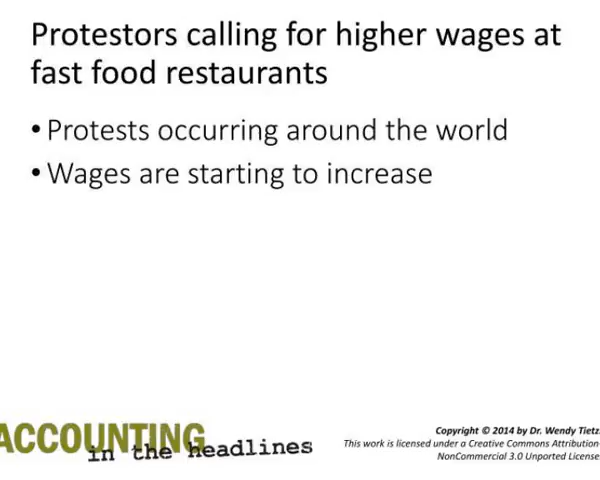 Protestors calling for higher wages at
fast food restaurants
• Protests occurring around the world
• Wages are starting to increase
ACCOUNTING
in the headlines
Copyright © 2014 by Dr. Wendy Tietz
This work is licensed under a Creative Commons Attribution-
NonCommercial 3.0 Unported License